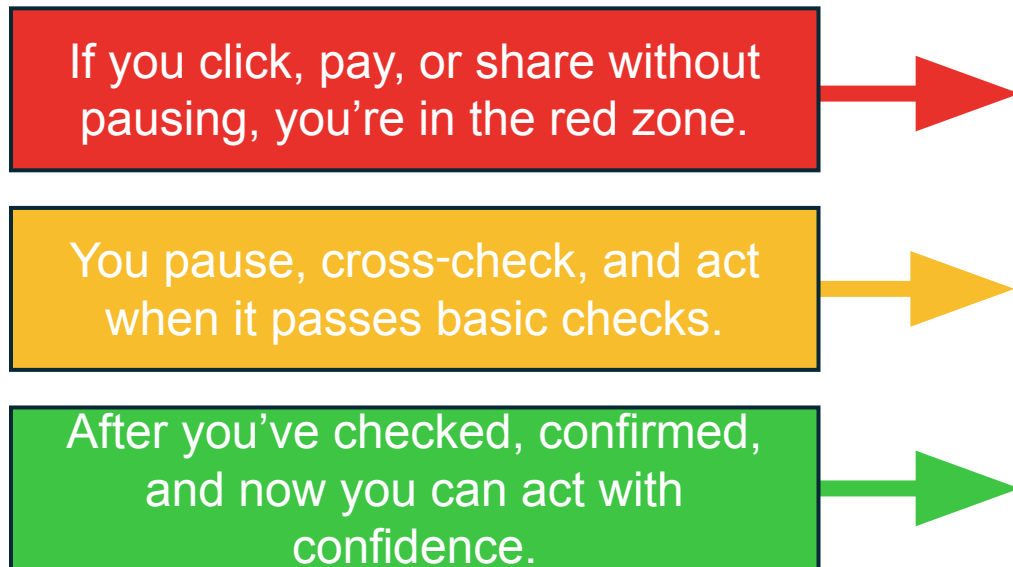 If you click, pay, or share without
pausing, you’re in the red zone.
You pause, cross-check, and act
when it passes basic checks.
After you’ve checked, confirmed,
and now you can act with
confidence.